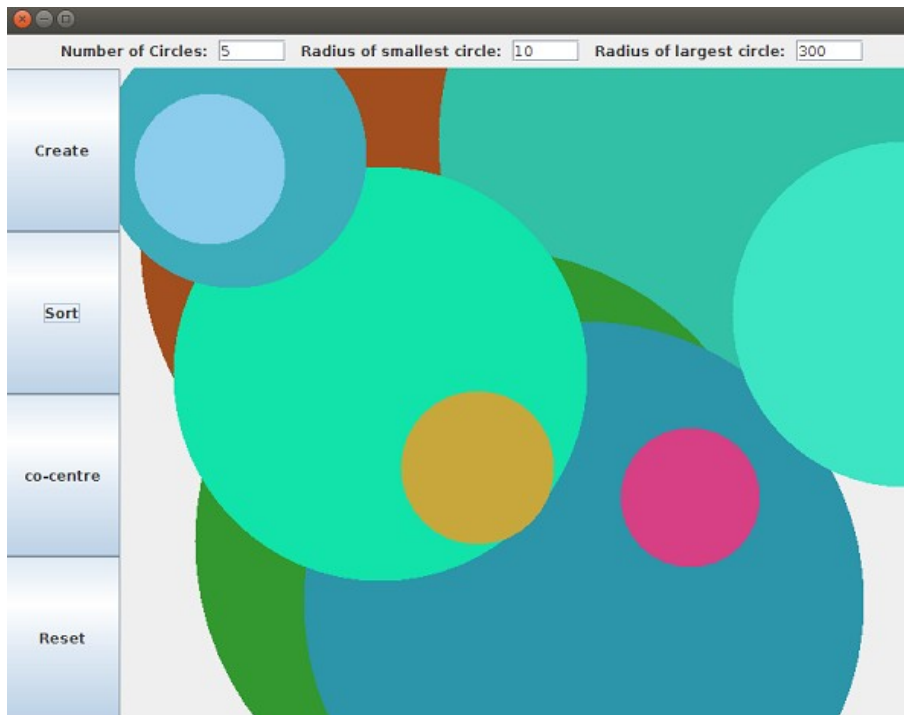 Number of Circles: 5 Radius of smallest circle: 10 Radius of largest circle: 300
Create
Sort
co-centre
Reset